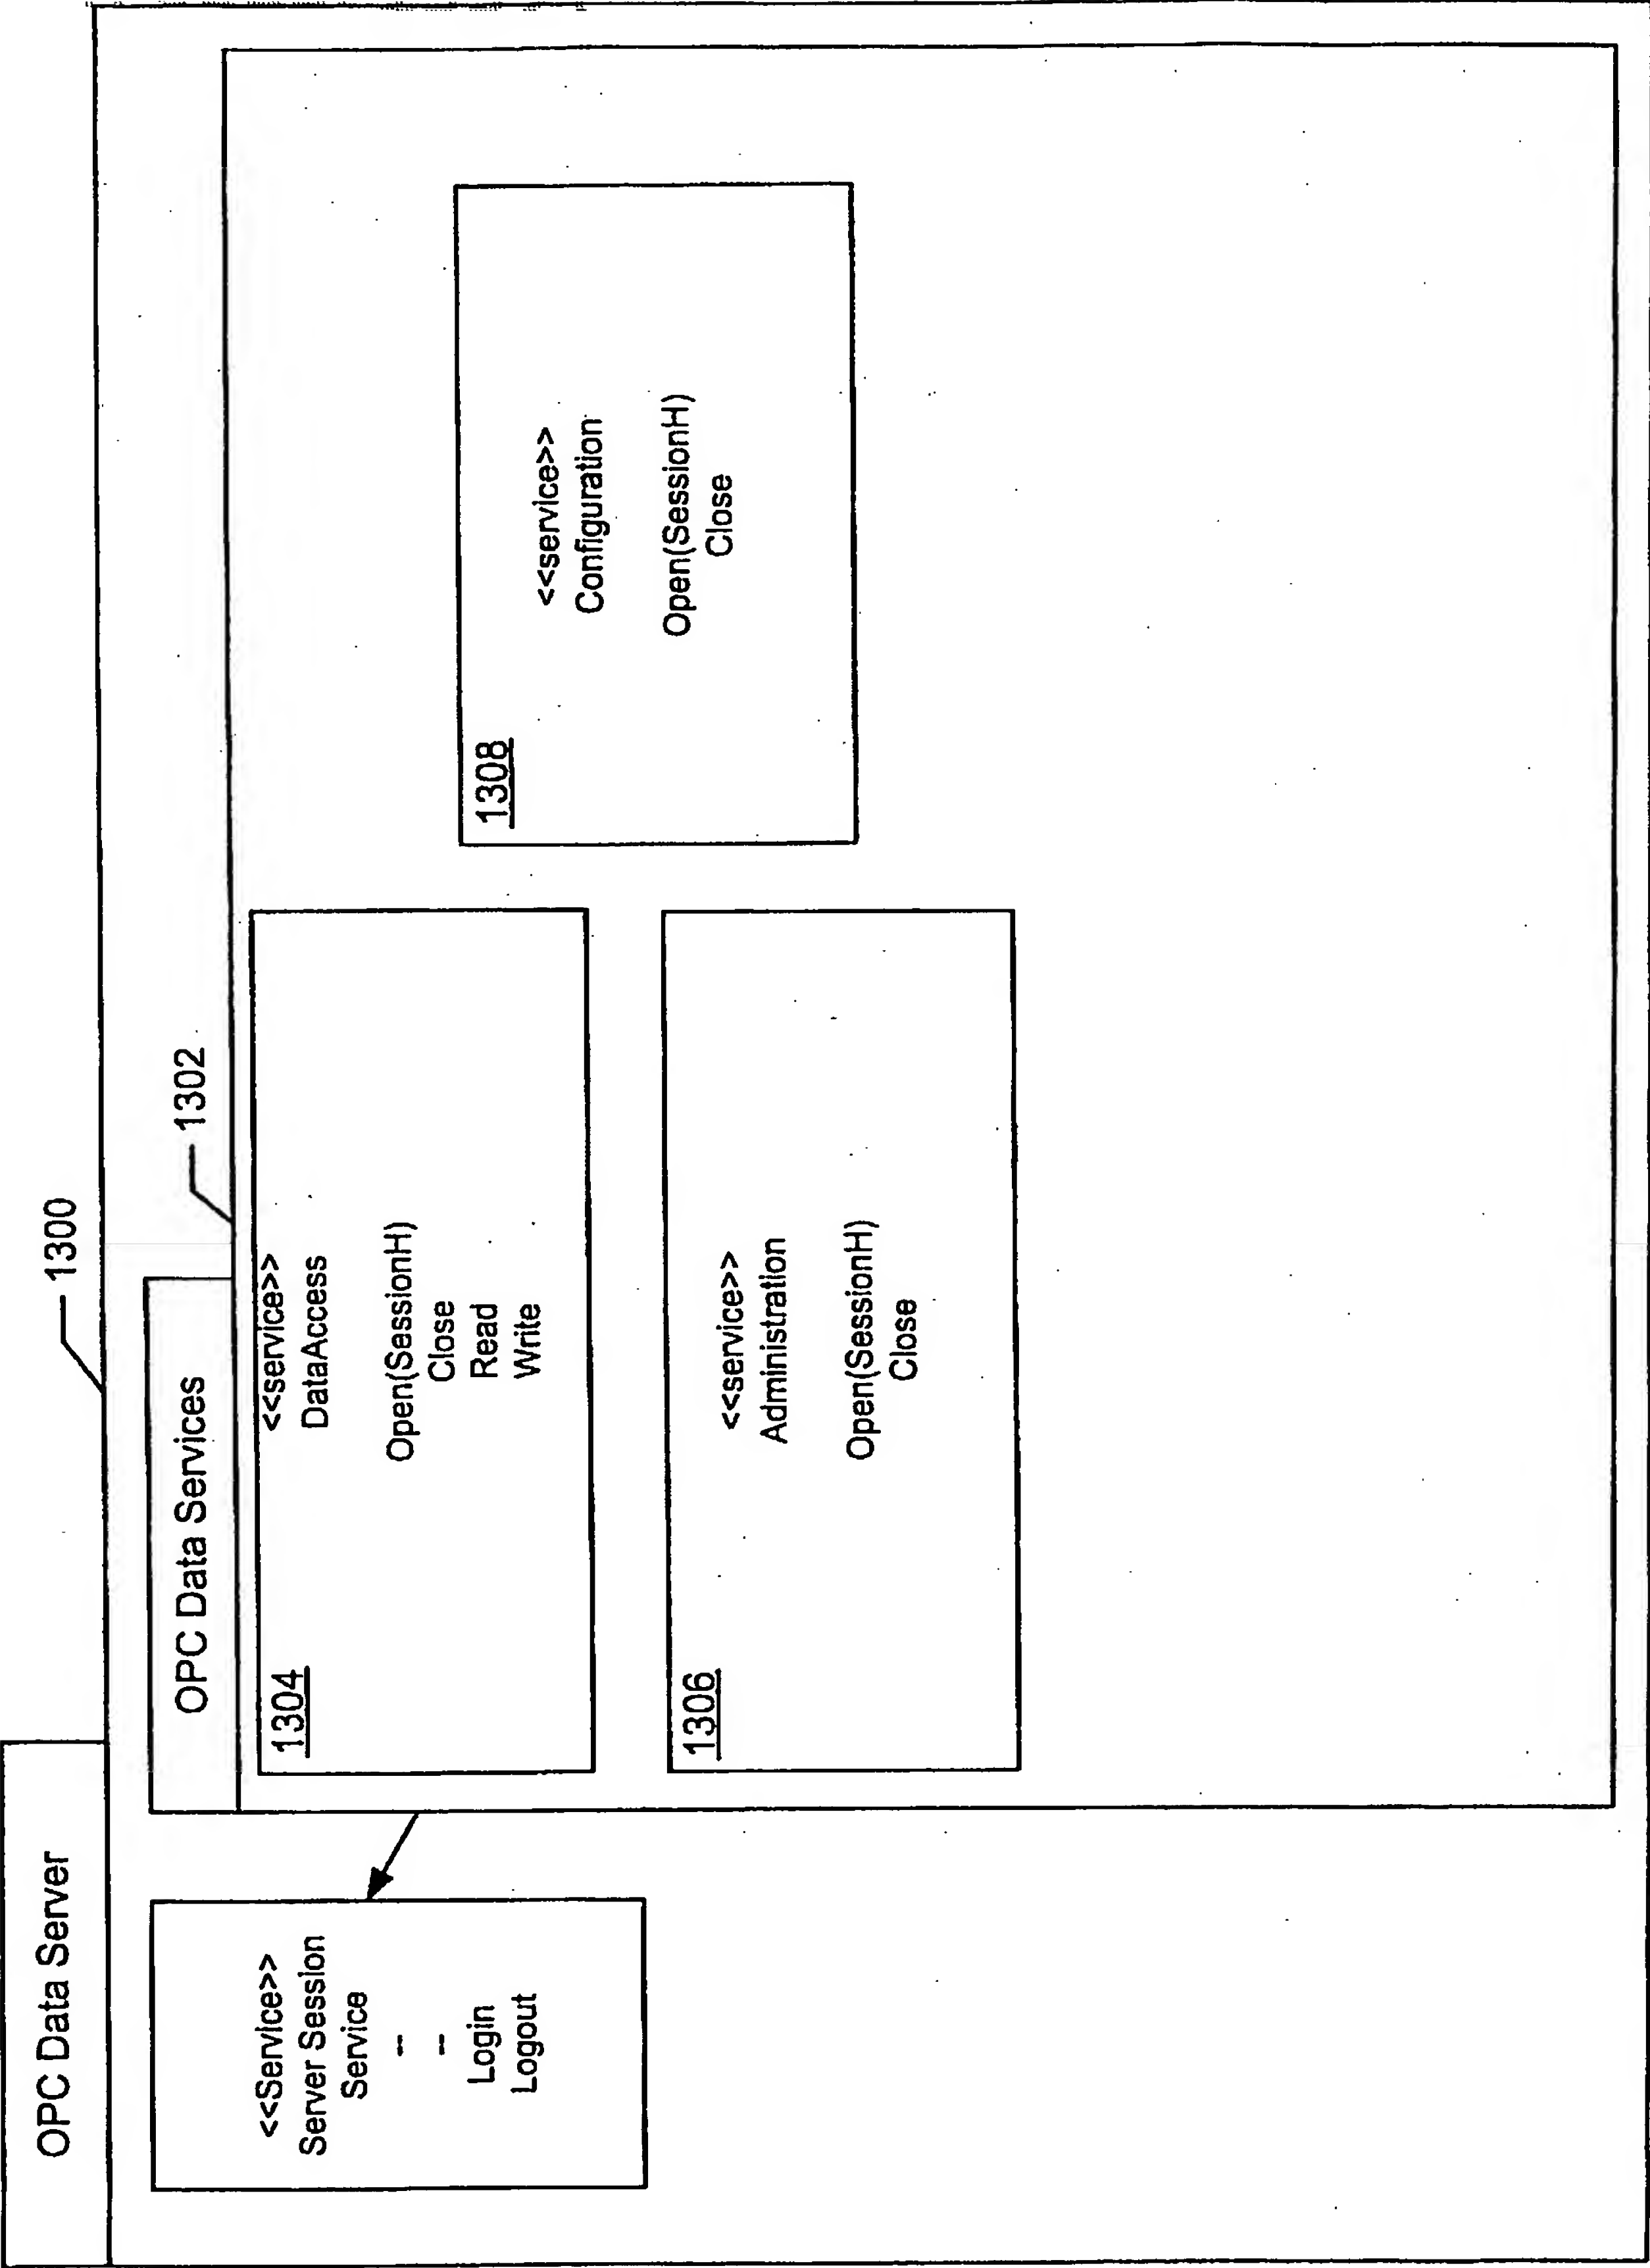 OPC Data Server
1300
<<Service>>
Server Session
Service
--
--
Login
Logout
OPC Data Services
1302
1304
<<service>>
DataAccess
Open(SessionH)
Close
Read
Write
1306
<<service>>
Administration
Open(SessionH)
Close
1308
<<service>>
Configuration
Open(SessionH)
Close